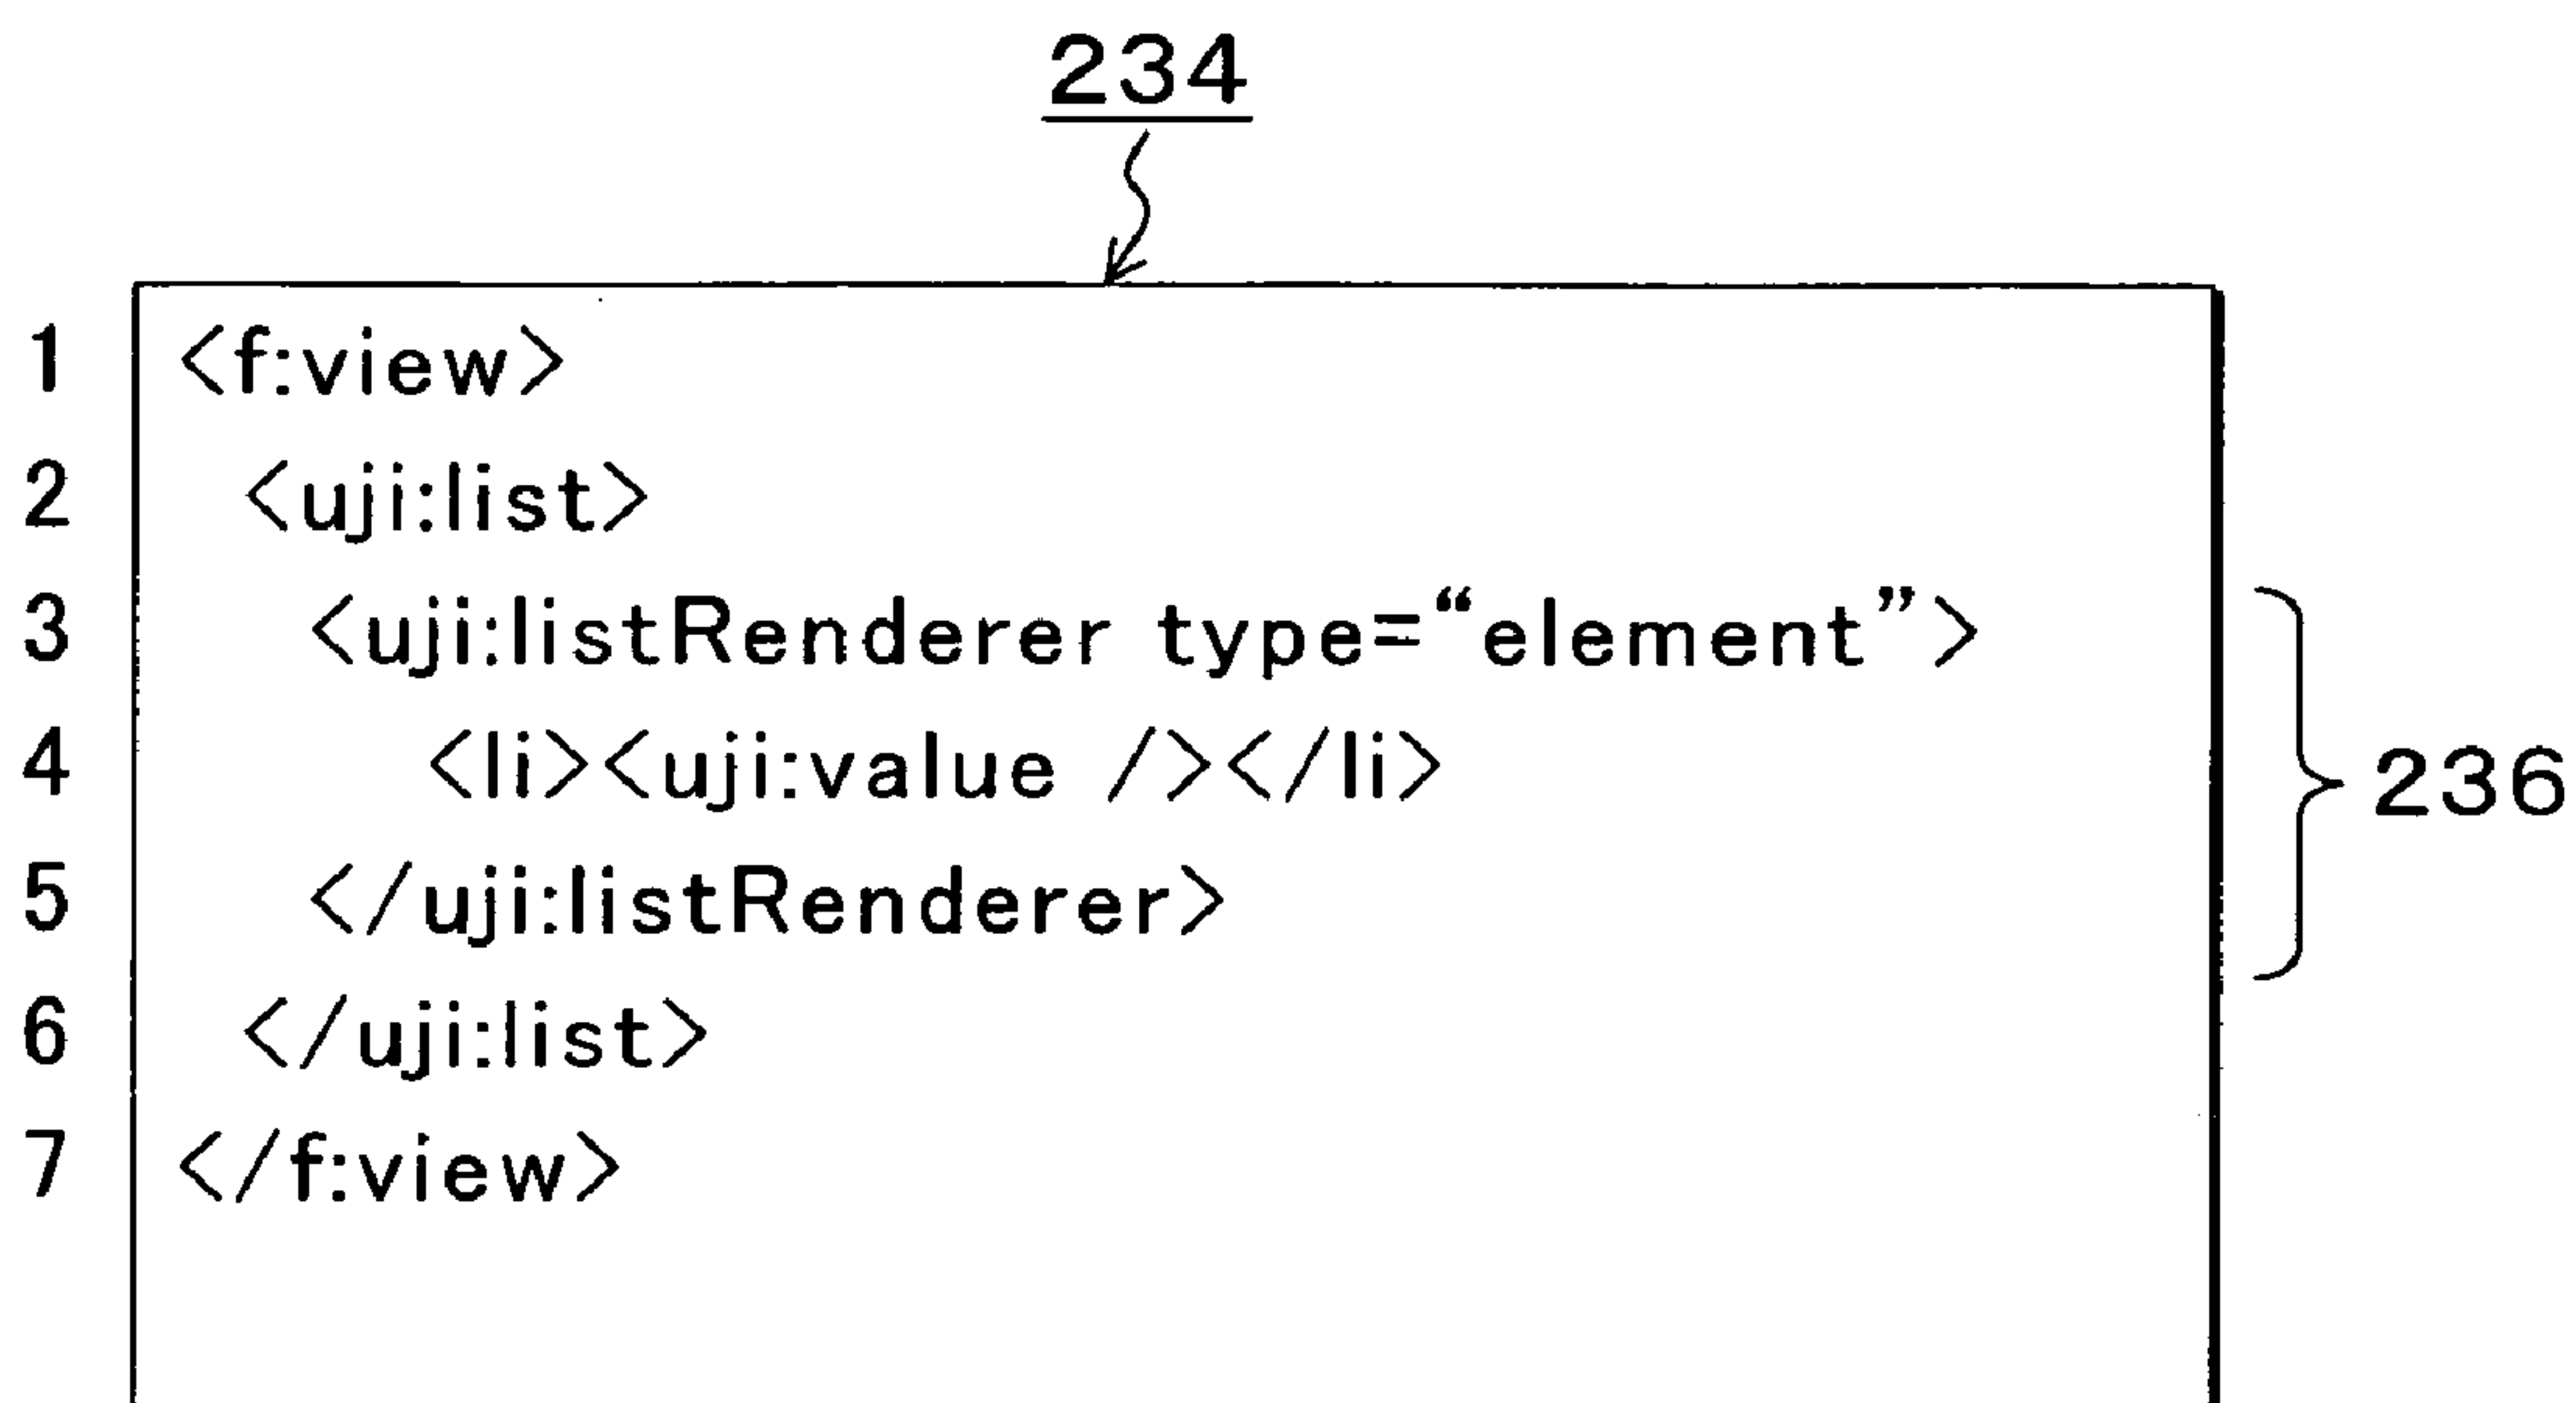 234
1 <f:view>
2 <uji:list>
3 <uji:listRenderer type=“element”>
4 <li><uji:value /></li>
5 </uji:listRenderer>
236
6 </uji:list>
7 </f:view>